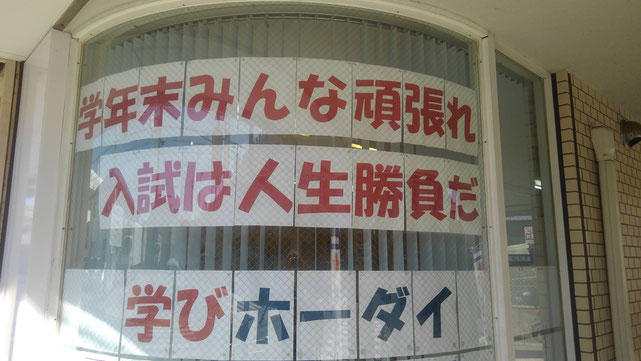 学年末みんな頑張れ
入試は人生勝負だ
学びホーダイ